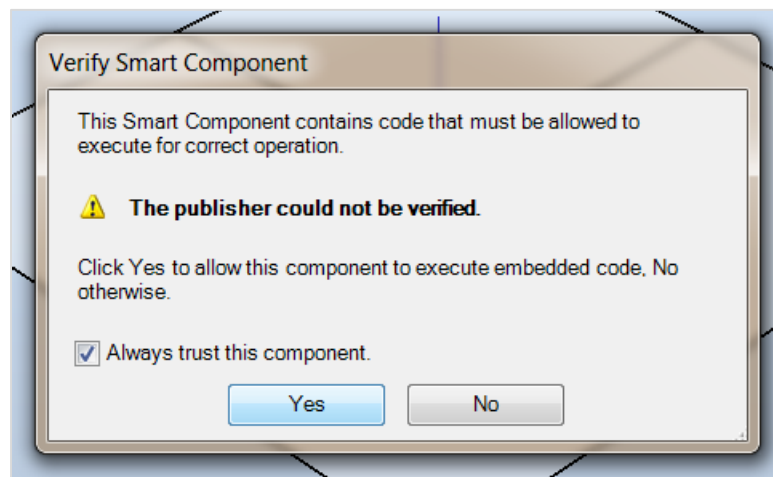 Verify Smart Component
This Smart Component contains code that must be allowed to
execute for correct operation.
The publisher could not be verified.
Click Yes to allow this component to execute embedded code, No
otherwise.
Always trust this component.
Yes
No